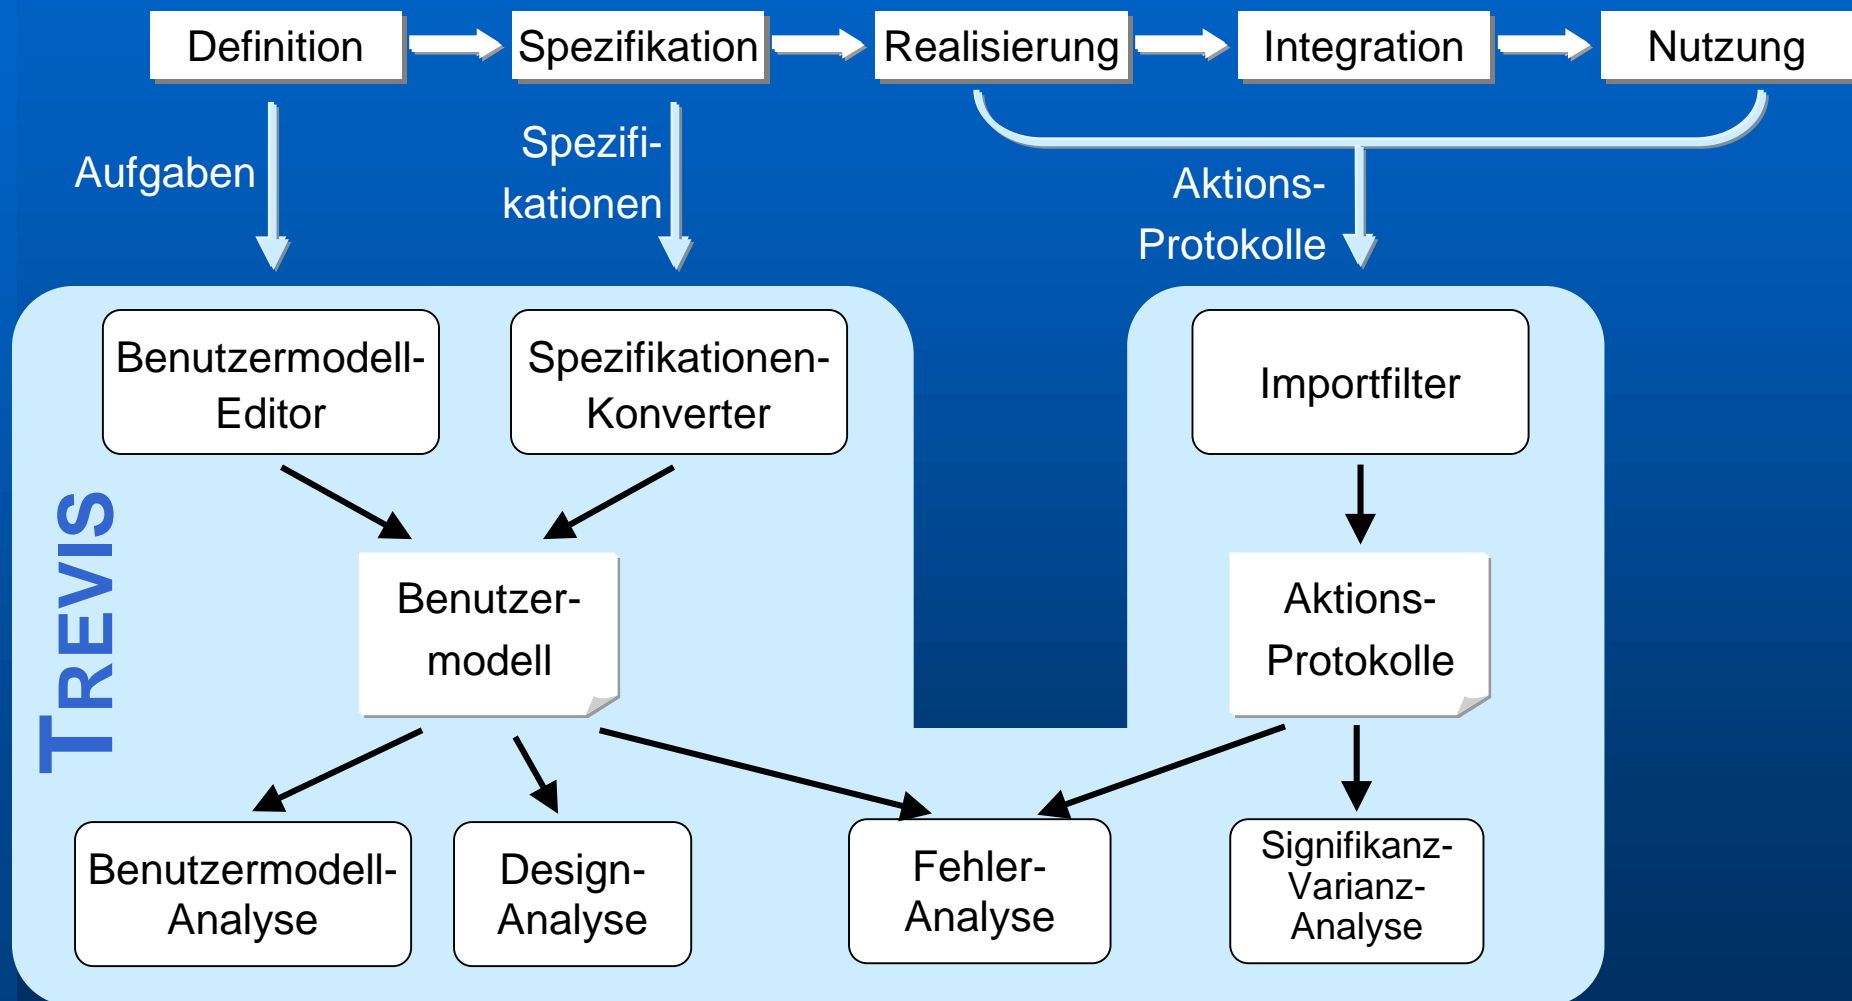 Definition
Spezifikation
Realisierung
Integration
Nutzung
Aufgaben
Spezifi-
kationen
Aktions-
Protokolle
Benutzermodell-
Editor
Spezifikationen-
Konverter
Importfilter
TREVIS
Benutzer-
modell
Aktions-
Protokolle
Benutzermodell-
Analyse
Design-
Analyse
Fehler-
Analyse
Signifikanz-
Varianz-
Analyse